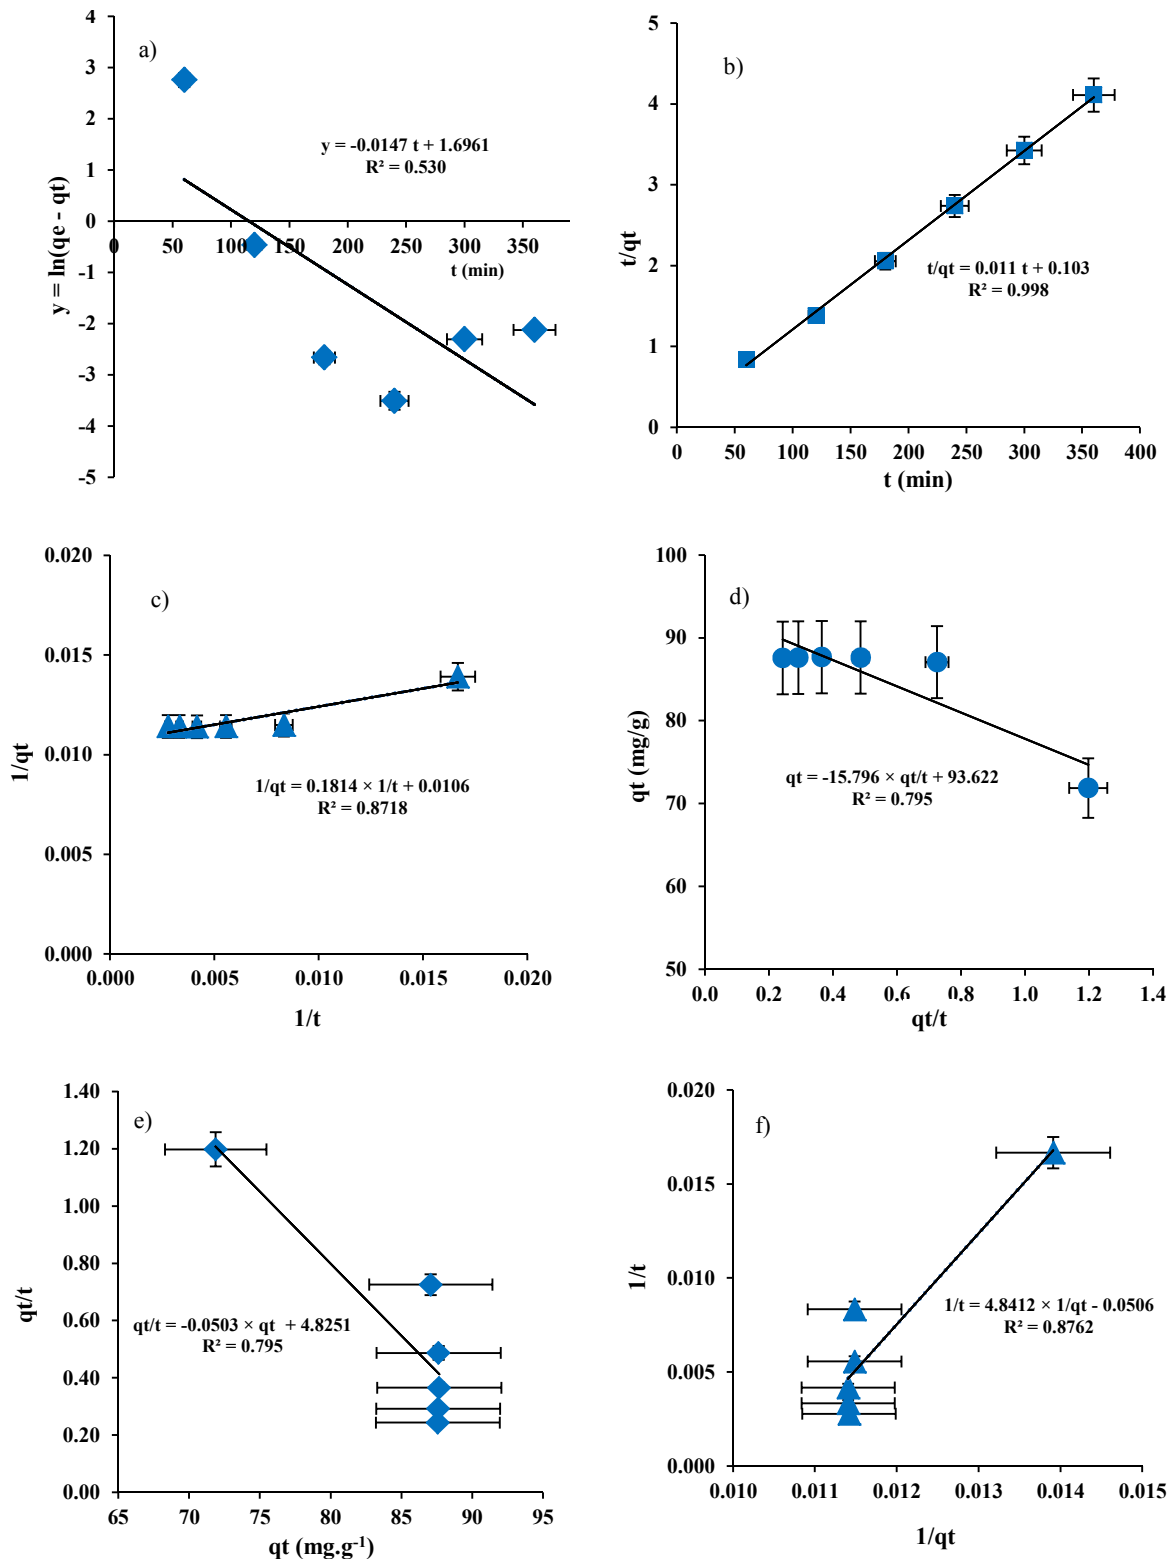 a)
y = ln(qe - qt)
4
3
2
1
0
-1
-2
-3
-4
-5
0 50 100 150 200 250 300 350
t (min)
y = -0.0147 t + 1.6961
R² = 0.530
b)
t/qt
5
4
3
2
1
0
0 50 100 150 200 250 300 350 400
t (min)
t/qt = 0.011 t + 0.103
R² = 0.998
c)
1/qt
0.020
0.015
0.010
0.005
0.000
0.000 0.005 0.010 0.015 0.020
1/t
1/qt = 0.1814 × 1/t + 0.0106
R² = 0.8718
d)
qt (mg/g)
100
90
80
70
60
50
0.0 0.2 0.4 0.6 0.8 1.0 1.2 1.4
qt/t
qt = -15.796 × qt/t + 93.622
R² = 0.795
e)
qt/t
1.40
1.20
1.00
0.80
0.60
0.40
0.20
0.00
65 70 75 80 85 90 95
qt (mg.g⁻¹)
qt/t = -0.0503 × qt + 4.8251
R² = 0.795
f)
1/t
0.020
0.015
0.010
0.005
0.000
0.010 0.011 0.012 0.013 0.014 0.015
1/qt
1/t = 4.8412 × 1/qt - 0.0506
R² = 0.8762